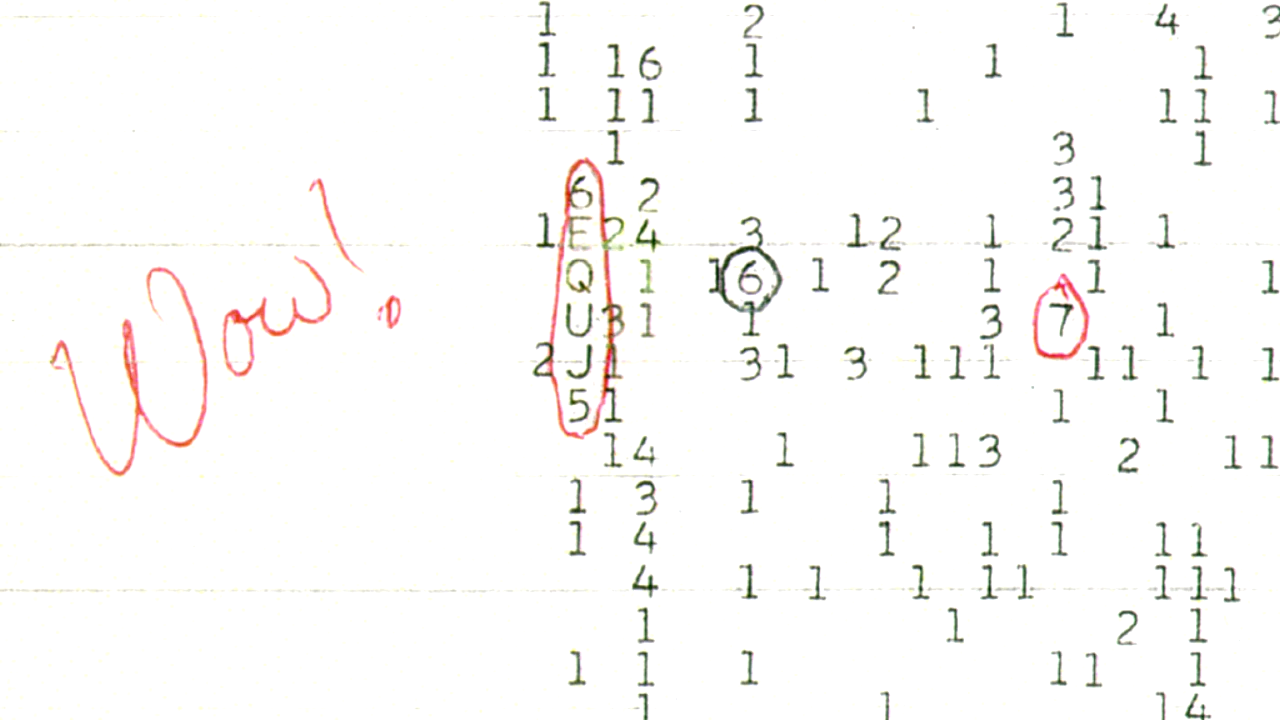 1 2 1 4 3
1 16 1 1 1
1 11 1 1 11 1
1 3 1
6 2 31
1E24 3 12 1 21 1
Q 1 16 1 2 1 1 1
U31 1 3 7 1
Wow!
2J1 31 3 111 11 1 1
51 1 1
14 1 113 2 11
1 3 1 1 1
1 4 1 1 1 11
4 1 1 1 11 111
1 1 2 1
1 1 1 11 1
1 1 14